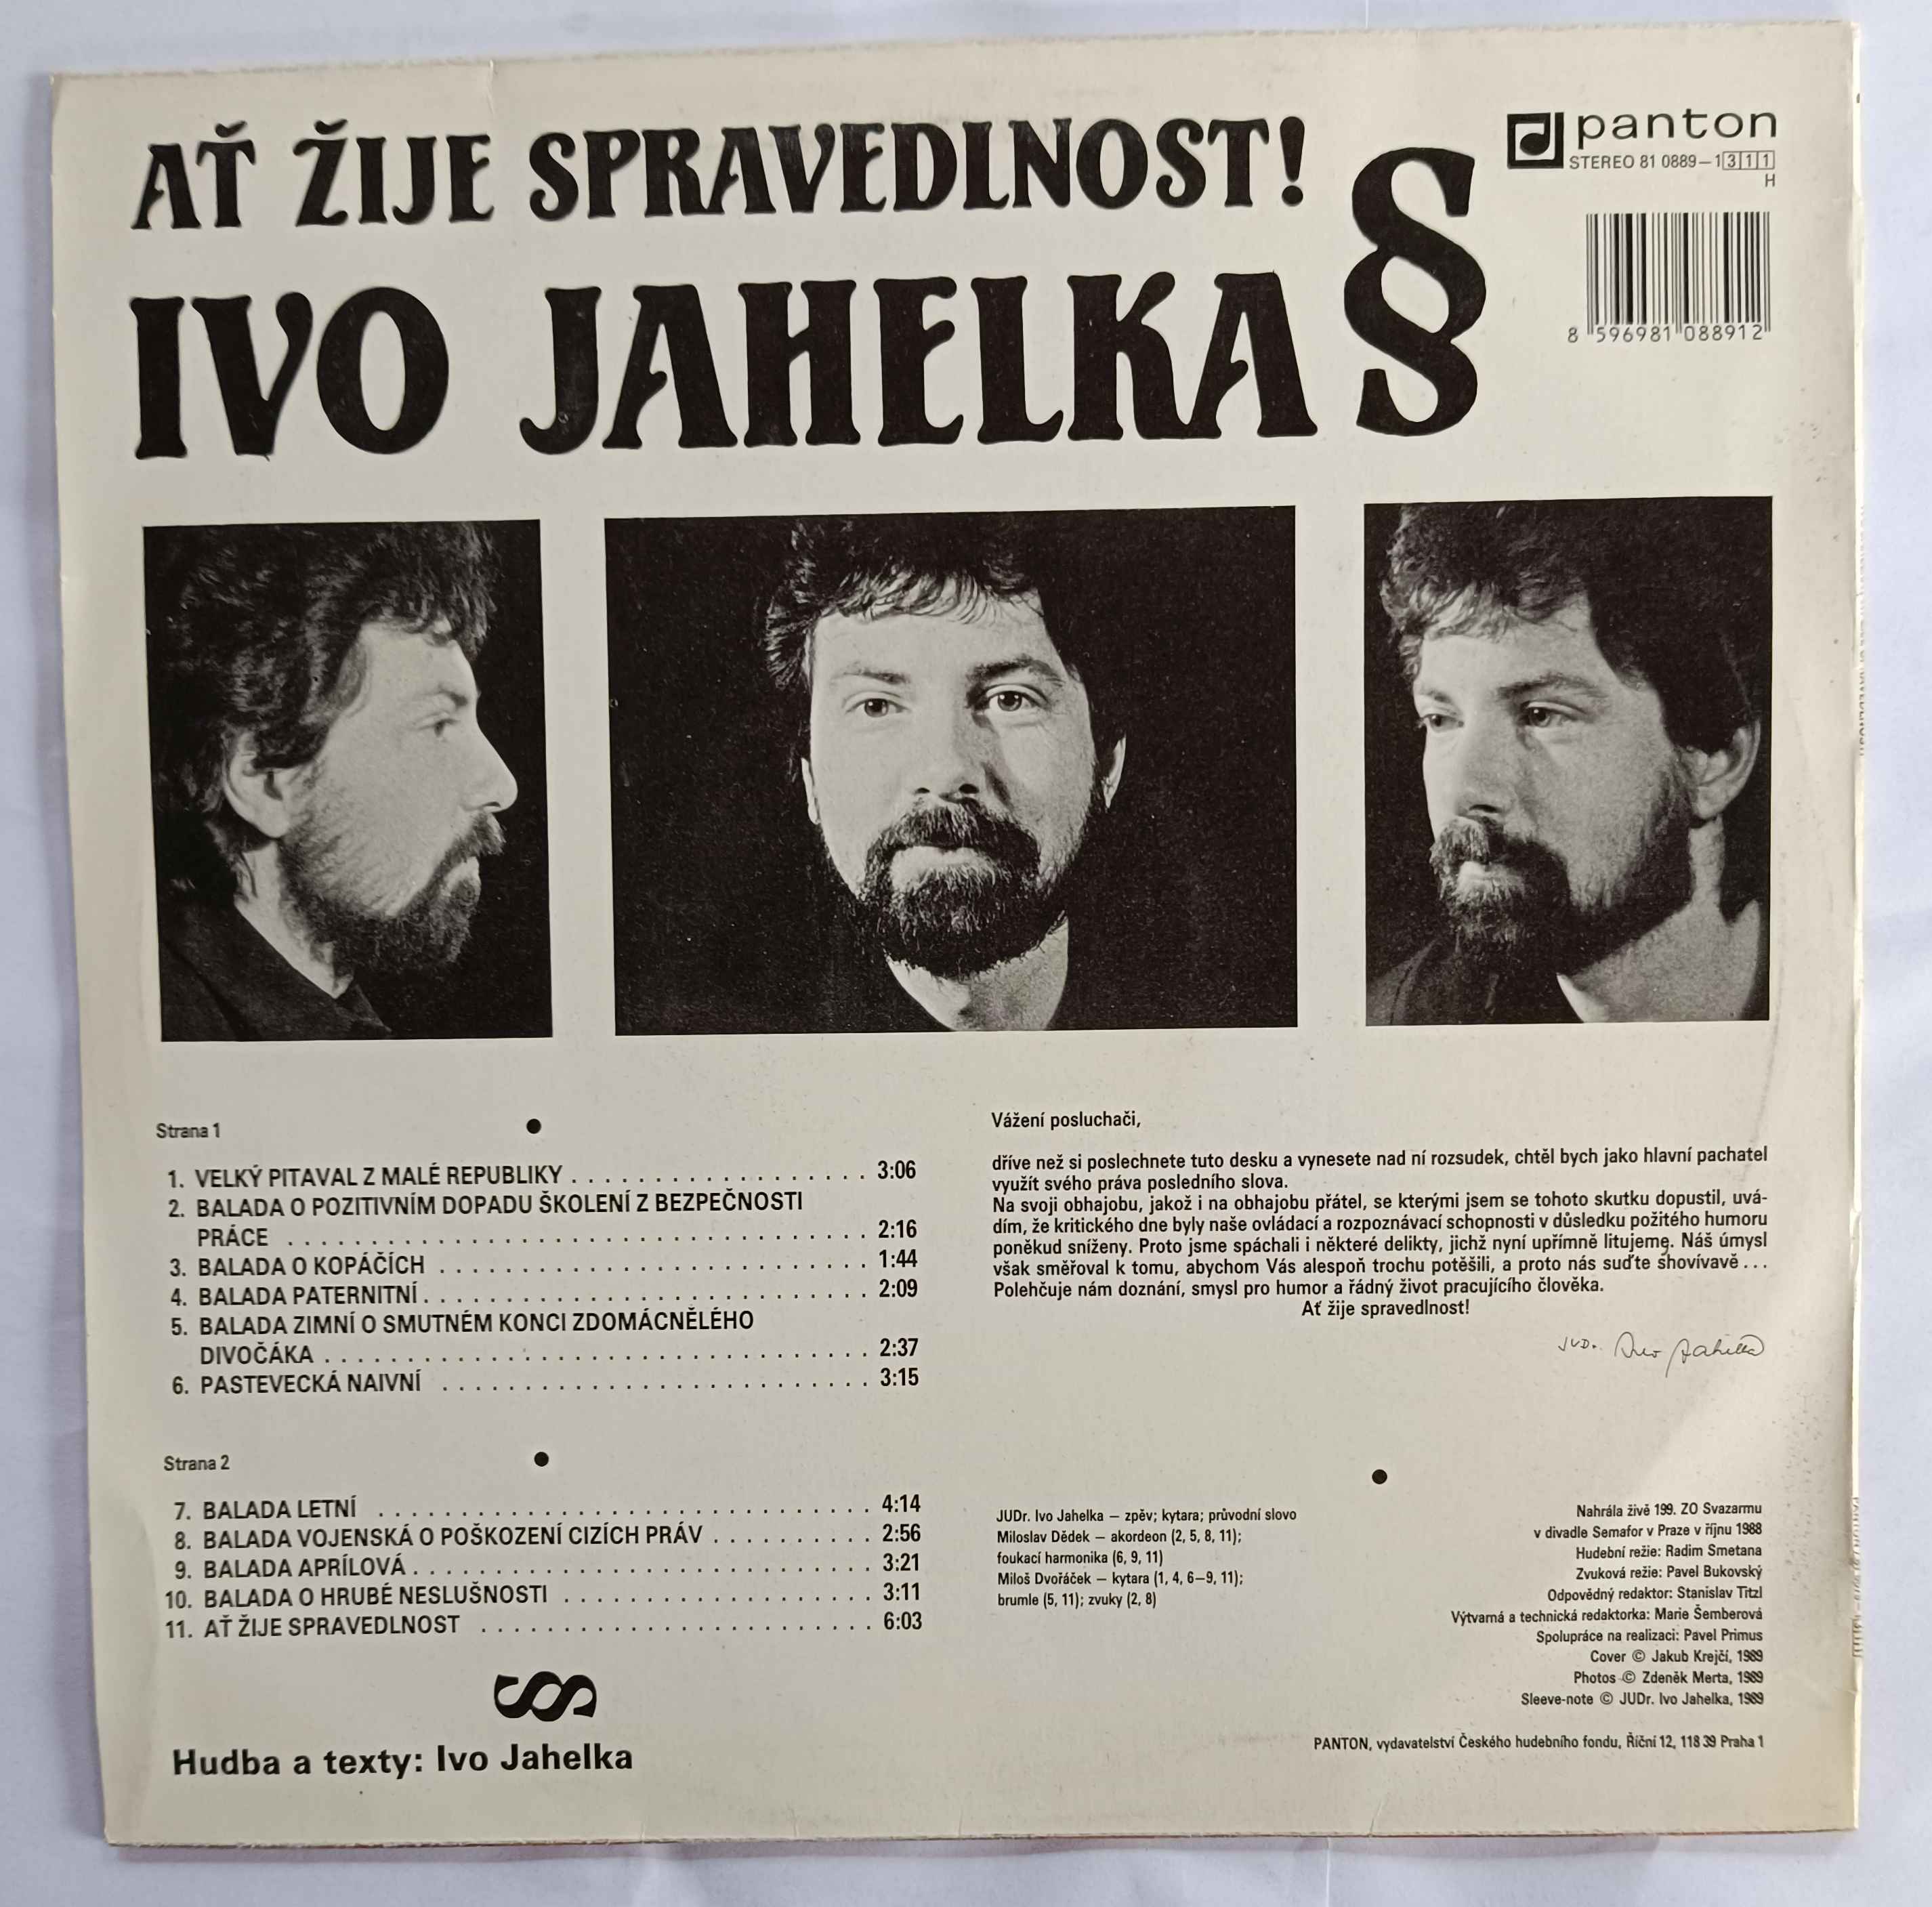 AŤ ŽIJE SPRAVEDLNOST!
IVO JAHELKA §
panton
STEREO 81 0889–1 3 1 1
H
8 596981 088912
Strana 1
1. VELKÝ PITAVAL Z MALÉ REPUBLIKY . . . . . . . . . . . . . . . . . . 3:06
2. BALADA O POZITIVNÍM DOPADU ŠKOLENÍ Z BEZPEČNOSTI
PRÁCE . . . . . . . . . . . . . . . . . . . . . . . . . . . . . . . . . . . 2:16
3. BALADA O KOPÁČÍCH . . . . . . . . . . . . . . . . . . . . . . . . . . 1:44
4. BALADA PATERNITNÍ . . . . . . . . . . . . . . . . . . . . . . . . . . . 2:09
5. BALADA ZIMNÍ O SMUTNÉM KONCI ZDOMÁCNĚLÉHO
DIVOČÁKA . . . . . . . . . . . . . . . . . . . . . . . . . . . . . . . . . 2:37
6. PASTEVECKÁ NAIVNÍ . . . . . . . . . . . . . . . . . . . . . . . . . . 3:15
Strana 2
7. BALADA LETNÍ . . . . . . . . . . . . . . . . . . . . . . . . . . . . . . 4:14
8. BALADA VOJENSKÁ O POŠKOZENÍ CIZÍCH PRÁV . . . . . . . . . . 2:56
9. BALADA APRÍLOVÁ . . . . . . . . . . . . . . . . . . . . . . . . . . . . 3:21
10. BALADA O HRUBÉ NESLUŠNOSTI . . . . . . . . . . . . . . . . . . . 3:11
11. AŤ ŽIJE SPRAVEDLNOST . . . . . . . . . . . . . . . . . . . . . . . . 6:03
§
Hudba a texty: Ivo Jahelka
Vážení posluchači,
dříve než si poslechnete tuto desku a vynesete nad ní rozsudek, chtěl bych jako hlavní pachatel
využít svého práva posledního slova.
Na svoji obhajobu, jakož i na obhajobu přátel, se kterými jsem se tohoto skutku dopustil, uvá-
dím, že kritického dne byly naše ovládací a rozpoznávací schopnosti v důsledku požitého humoru
poněkud sníženy. Proto jsme spáchali i některé delikty, jichž nyní upřímně litujeme. Náš úmysl
však směřoval k tomu, abychom Vás alespoň trochu potěšili, a proto nás suďte shovívavě . . .
Polehčuje nám doznání, smysl pro humor a řádný život pracujícího člověka.
Ať žije spravedlnost!
JUDr. Ivo Jahelka
JUDr. Ivo Jahelka – zpěv; kytara; průvodní slovo
Miloslav Dědek – akordeon (2, 5, 8, 11);
foukací harmonika (6, 9, 11)
Miloš Dvořáček – kytara (1, 4, 6–9, 11);
brumle (5, 11); zvuky (2, 8)
Nahrála živě 199. ZO Svazarmu
v divadle Semafor v Praze v říjnu 1988
Hudební režie: Radim Smetana
Zvuková režie: Pavel Bukovský
Odpovědný redaktor: Stanislav Titzl
Výtvarná a technická redaktorka: Marie Šemberová
Spolupráce na realizaci: Pavel Primus
Cover © Jakub Krejčí, 1989
Photos © Zdeněk Merta, 1989
Sleeve-note © JUDr. Ivo Jahelka, 1989
PANTON, vydavatelství Českého hudebního fondu, Říční 12, 118 39 Praha 1